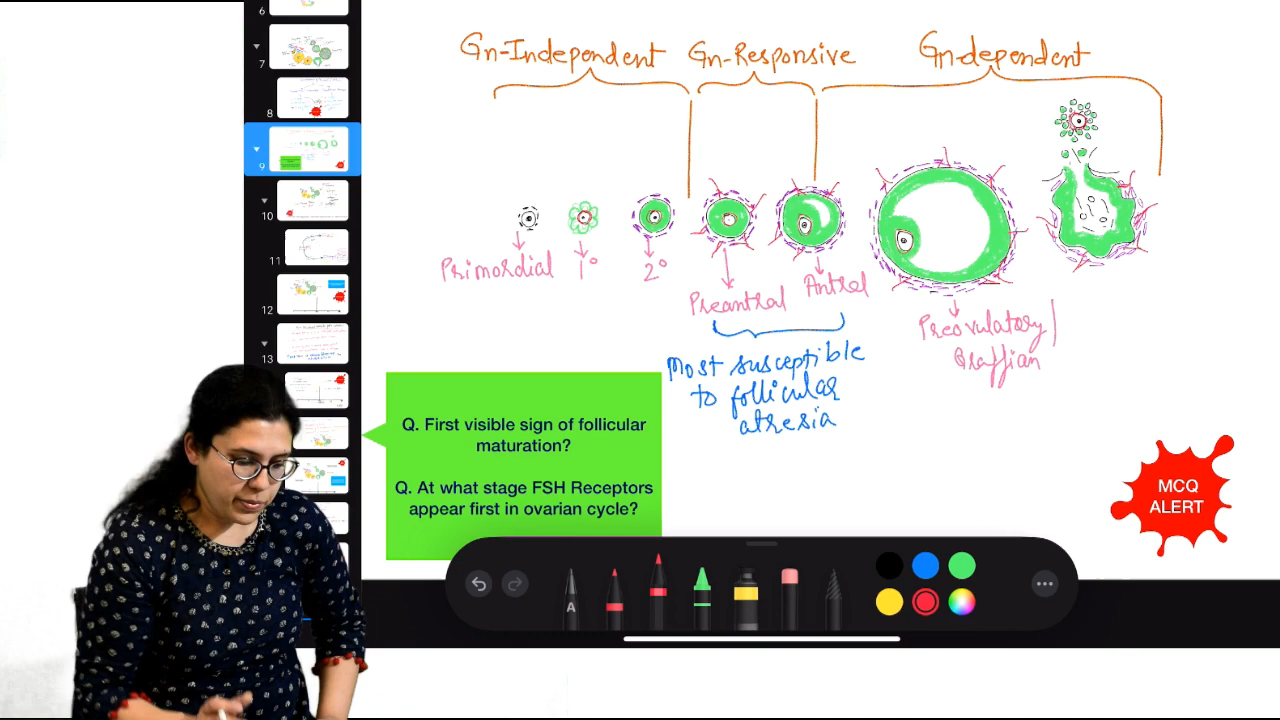 Gn-Independent
Gn-Responsive
Gn-dependent
Primordial
1°
2°
Preantral
Antral
Preovulatory/
Graffian
Most susceptible
to follicular
atresia
Q. First visible sign of follicular
maturation?
Q. At what stage FSH Receptors
appear first in ovarian cycle?
MCQ
ALERT
6
7
8
9
10
11
12
13
A